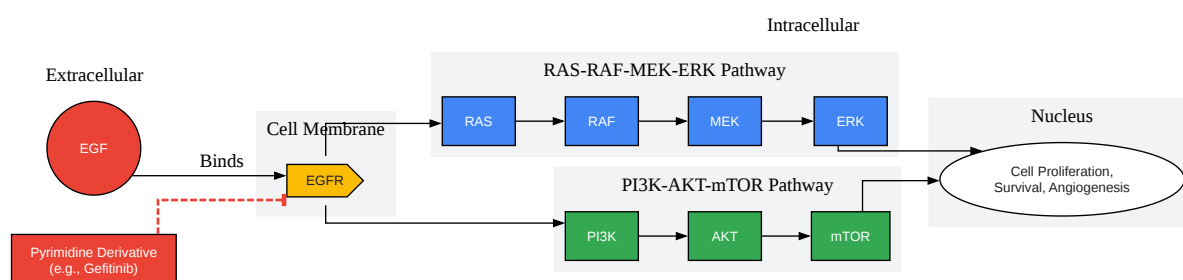 Intracellular
Extracellular
RAS-RAF-MEK-ERK Pathway
Cell Membrane
RAS
RAF
MEK
ERK
Nucleus
EGF
Binds
EGFR
Cell Proliferation,
Survival, Angiogenesis
PI3K-AKT-mTOR Pathway
PI3K
AKT
mTOR
Pyrimidine Derivative
(e.g., Gefitinib)